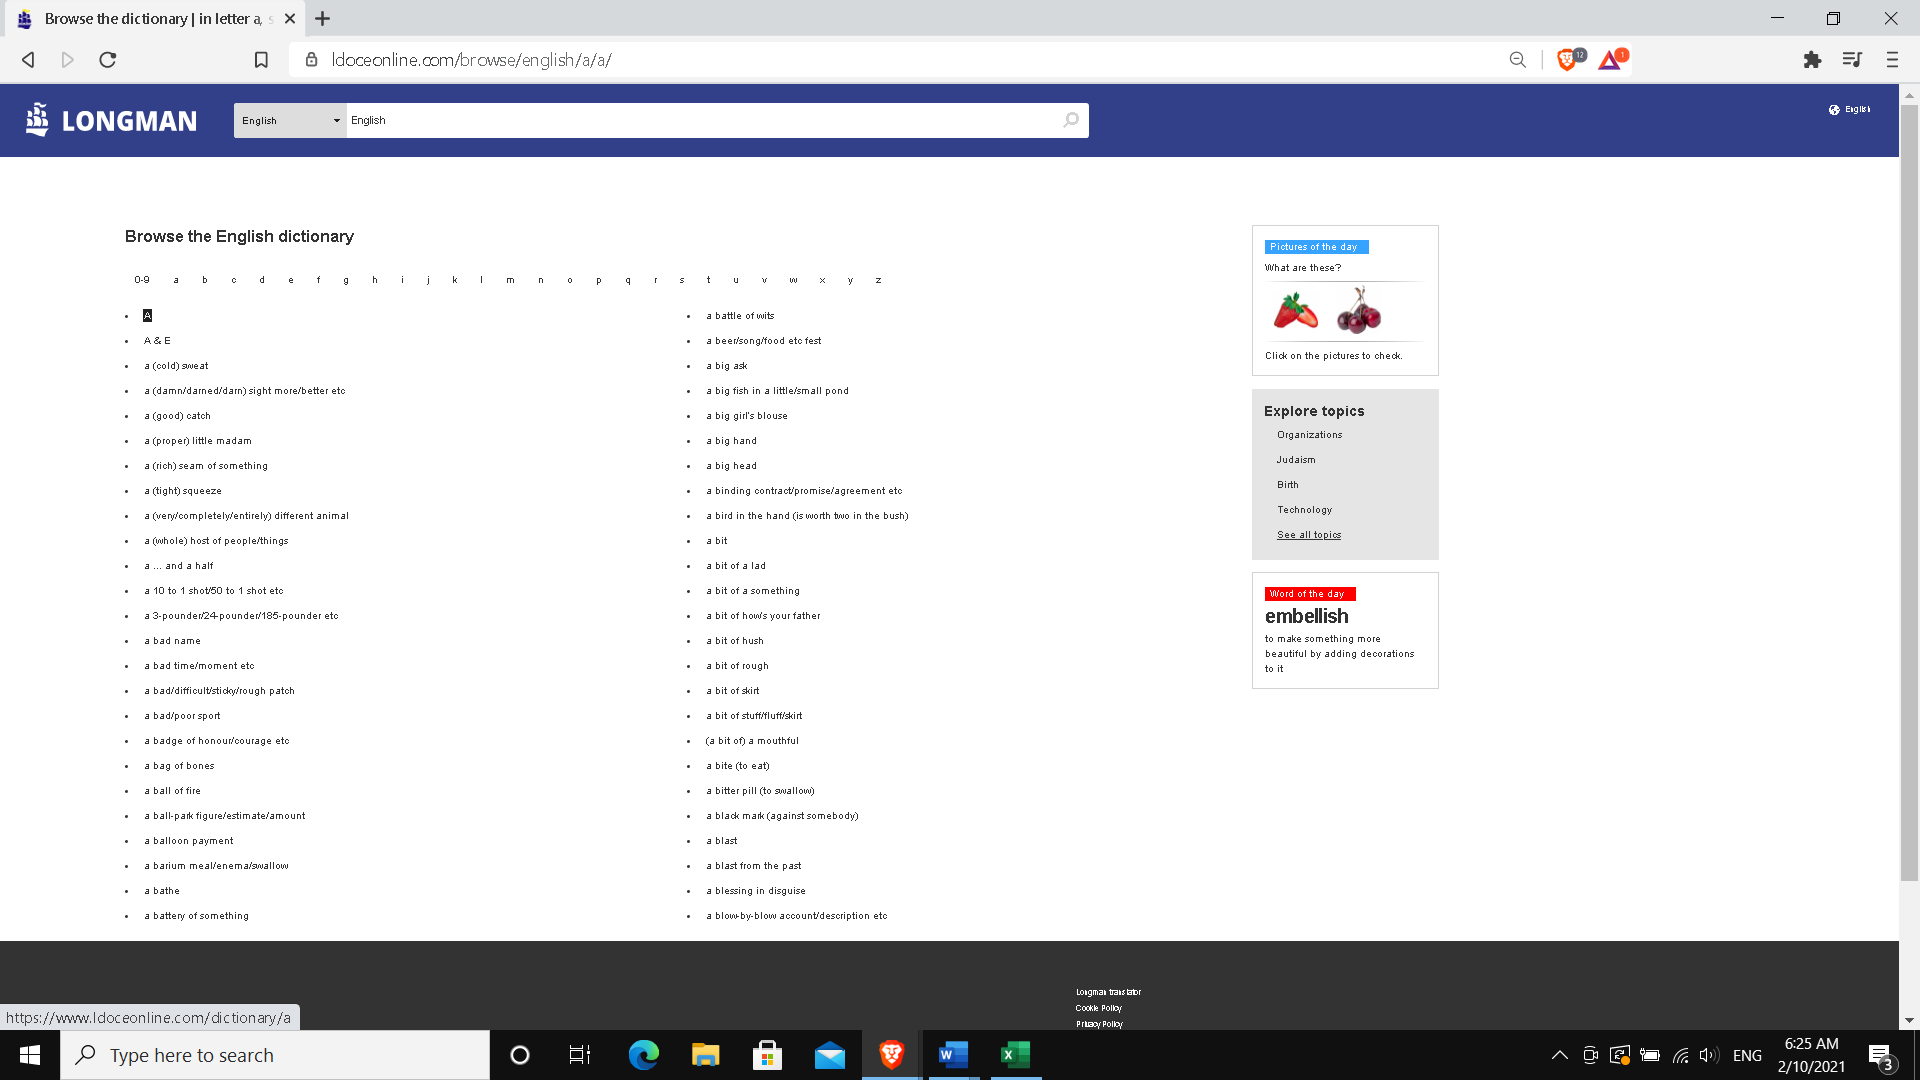 Browse the dictionary | in letter a, s
ldoceonline.com/browse/english/a/a/
12
1
LONGMAN
English
English
English
Browse the English dictionary
0-9 a b c d e f g h i j k l m n o p q r s t u v w x y z
A
A & E
a (cold) sweat
a (damn/darned/darn) sight more/better etc
a (good) catch
a (proper) little madam
a (rich) seam of something
a (tight) squeeze
a (very/completely/entirely) different animal
a (whole) host of people/things
a ... and a half
a 10 to 1 shot/50 to 1 shot etc
a 3-pounder/24-pounder/185-pounder etc
a bad name
a bad time/moment etc
a bad/difficult/sticky/rough patch
a bad/poor sport
a badge of honour/courage etc
a bag of bones
a ball of fire
a ball-park figure/estimate/amount
a balloon payment
a barium meal/enema/swallow
a bathe
a battery of something
a battle of wits
a beer/song/food etc fest
a big ask
a big fish in a little/small pond
a big girl's blouse
a big hand
a big head
a binding contract/promise/agreement etc
a bird in the hand (is worth two in the bush)
a bit
a bit of a lad
a bit of a something
a bit of how's your father
a bit of hush
a bit of rough
a bit of skirt
a bit of stuff/fluff/skirt
(a bit of) a mouthful
a bite (to eat)
a bitter pill (to swallow)
a black mark (against somebody)
a blast
a blast from the past
a blessing in disguise
a blow-by-blow account/description etc
Pictures of the day
What are these?
Click on the pictures to check.
Explore topics
Organizations
Judaism
Birth
Technology
See all topics
Word of the day
embellish
to make something more
beautiful by adding decorations
to it
Longman translator
Cookie Policy
Privacy Policy
https://www.ldoceonline.com/dictionary/a
Type here to search
W
X
ENG
6:25 AM
2/10/2021
3